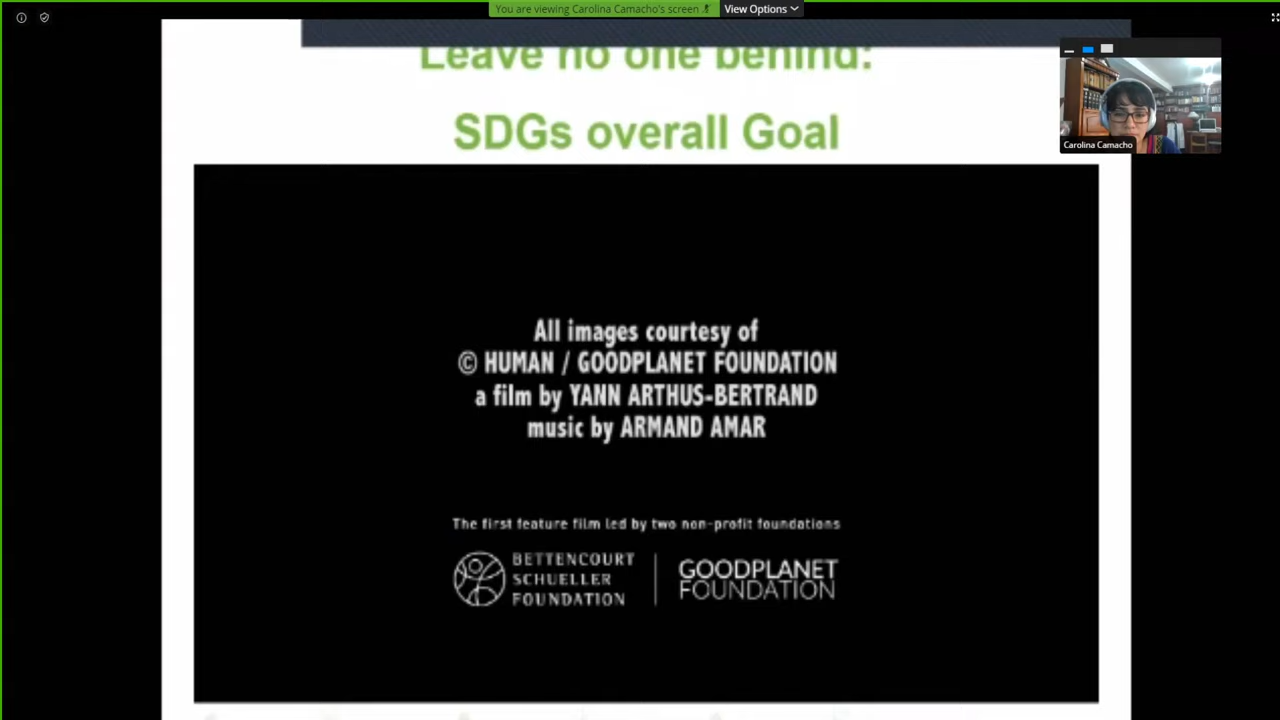 You are viewing Carolina Camacho's screen
View Options
Leave no one behind:
SDGs overall Goal
Carolina Camacho
All images courtesy of
© HUMAN / GOODPLANET FOUNDATION
a film by YANN ARTHUS-BERTRAND
music by ARMAND AMAR
The first feature film led by two non-profit foundations
BETTENCOURT
SCHUELLER
FOUNDATION
GOODPLANET
FOUNDATION